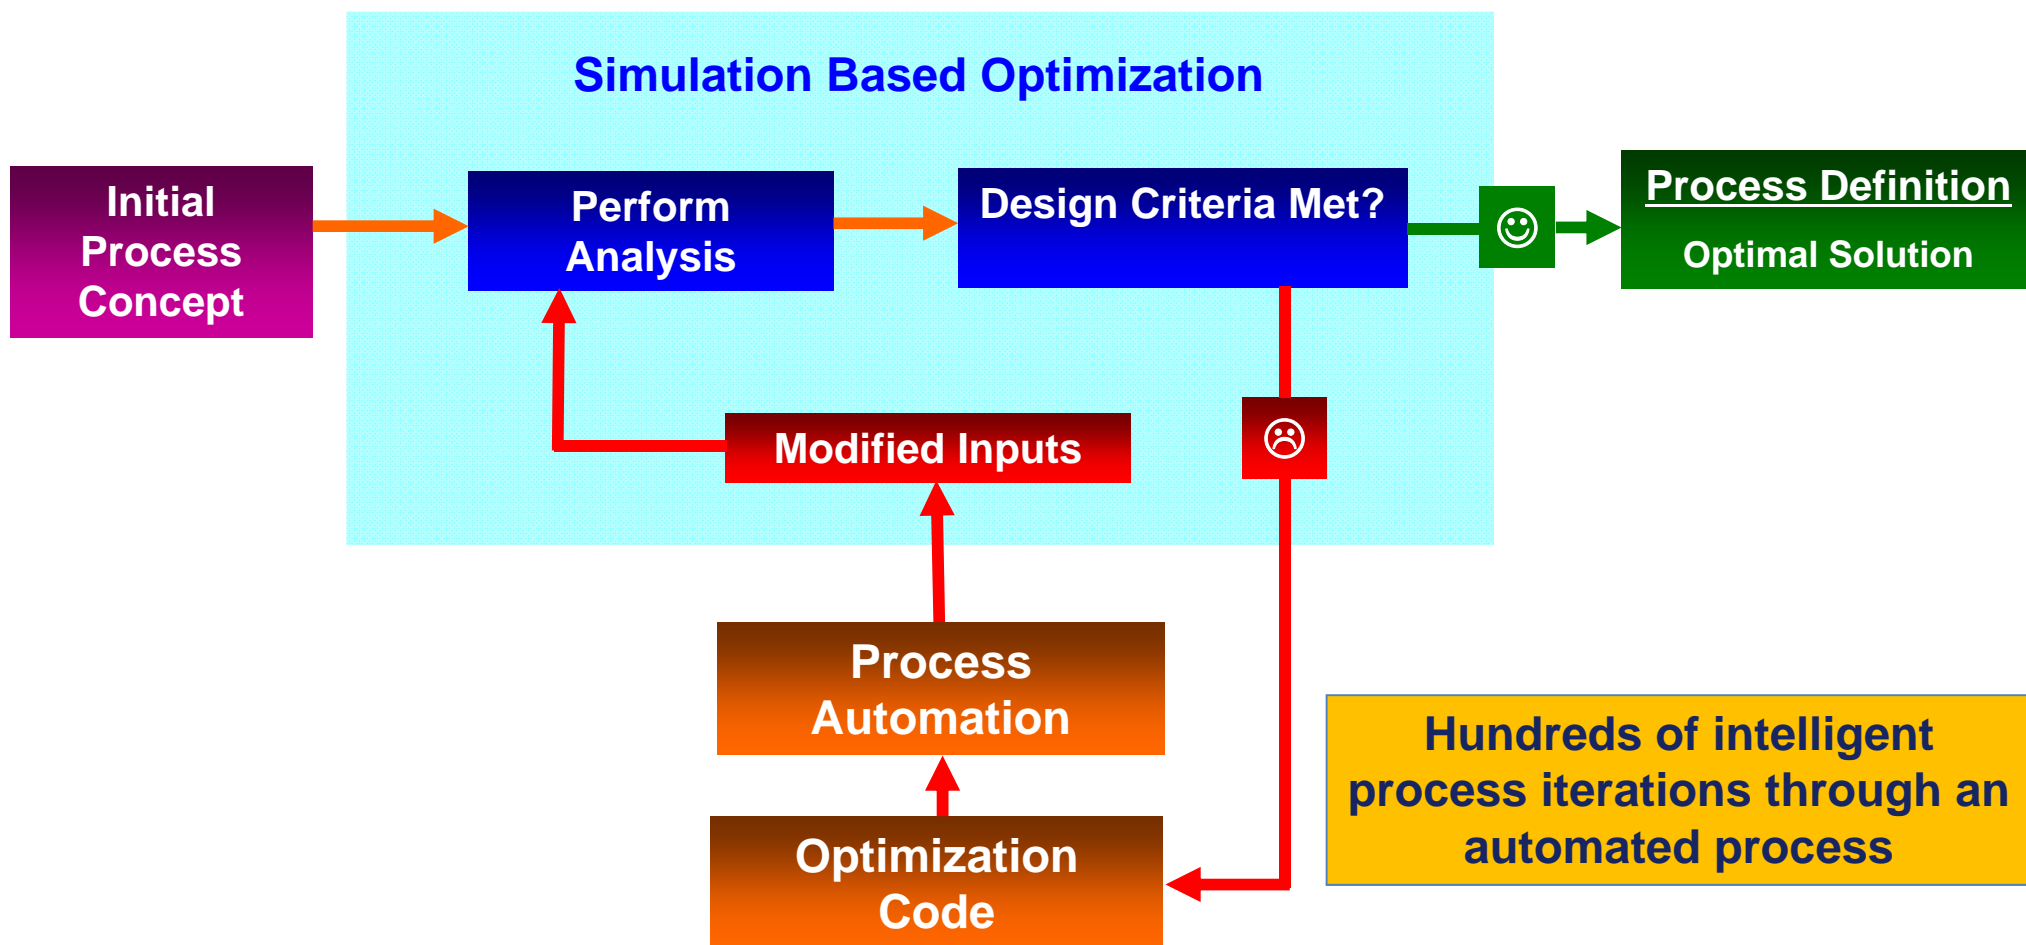 Simulation Based Optimization
Initial
Process
Concept
Perform
Analysis
Design Criteria Met?
Process Definition
Optimal Solution
Modified Inputs
Process
Automation
Optimization
Code
Hundreds of intelligent
process iterations through an
automated process